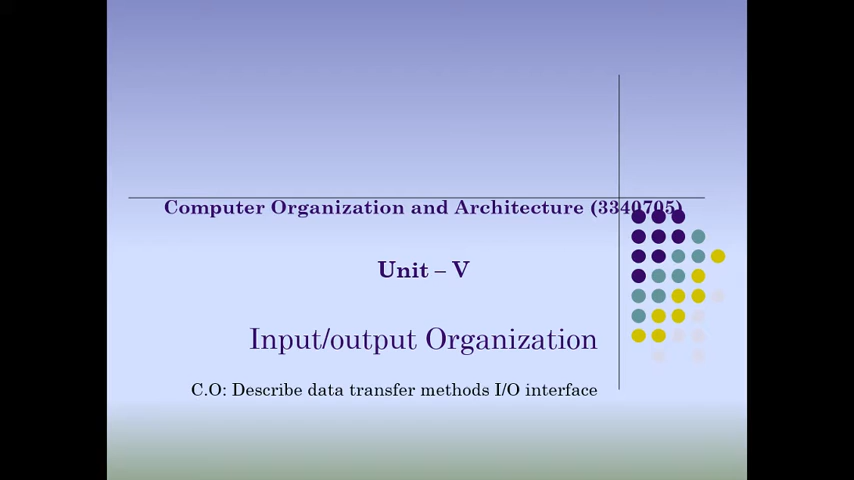 Computer Organization and Architecture (3340705)
Unit – V
Input/output Organization
C.O: Describe data transfer methods I/O interface